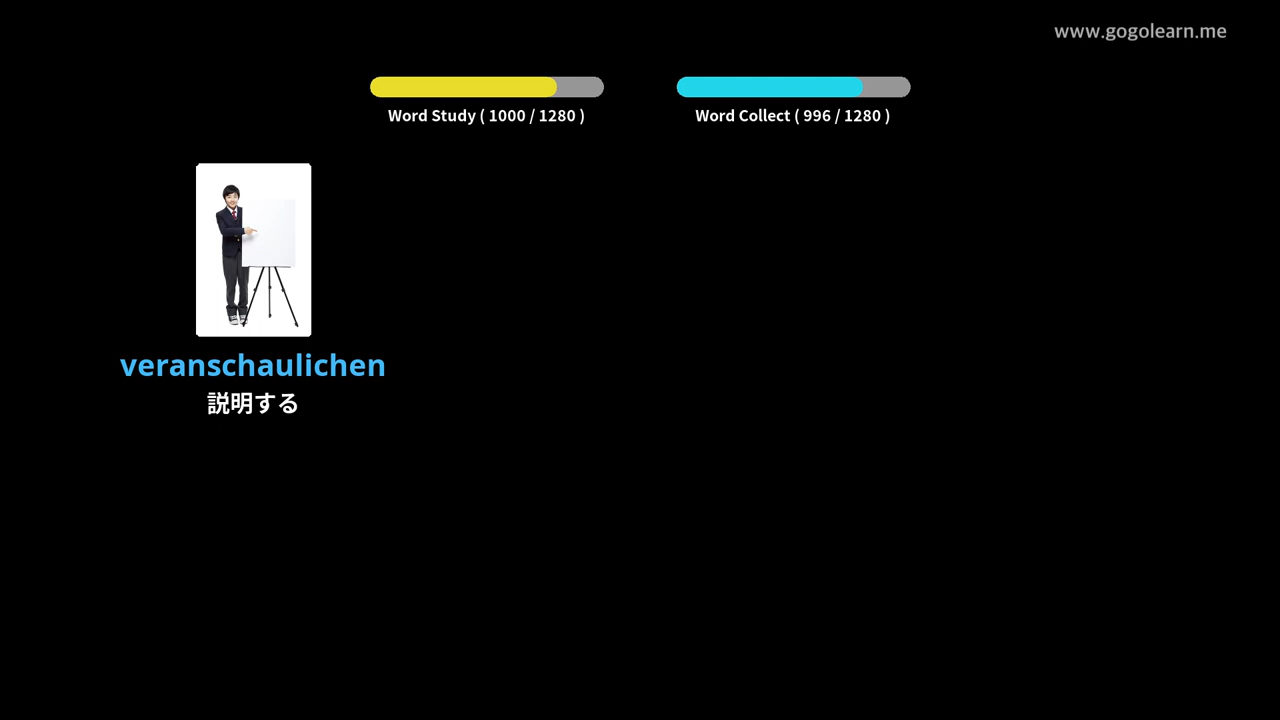 www.gogolearn.me
Word Study ( 1000 / 1280 )
Word Collect ( 996 / 1280 )
veranschaulichen
説明する